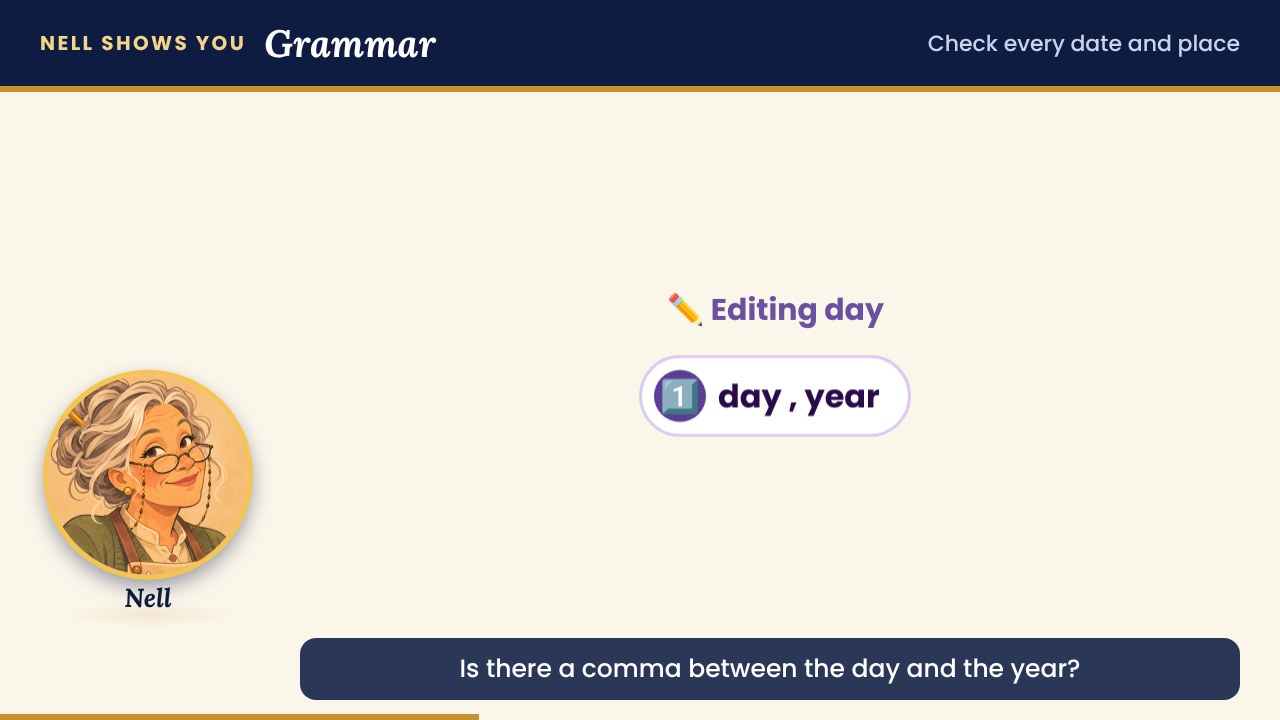 NELL SHOWS YOU Grammar
Check every date and place
✏️ Editing day
1️⃣ day , year
Nell
Is there a comma between the day and the year?